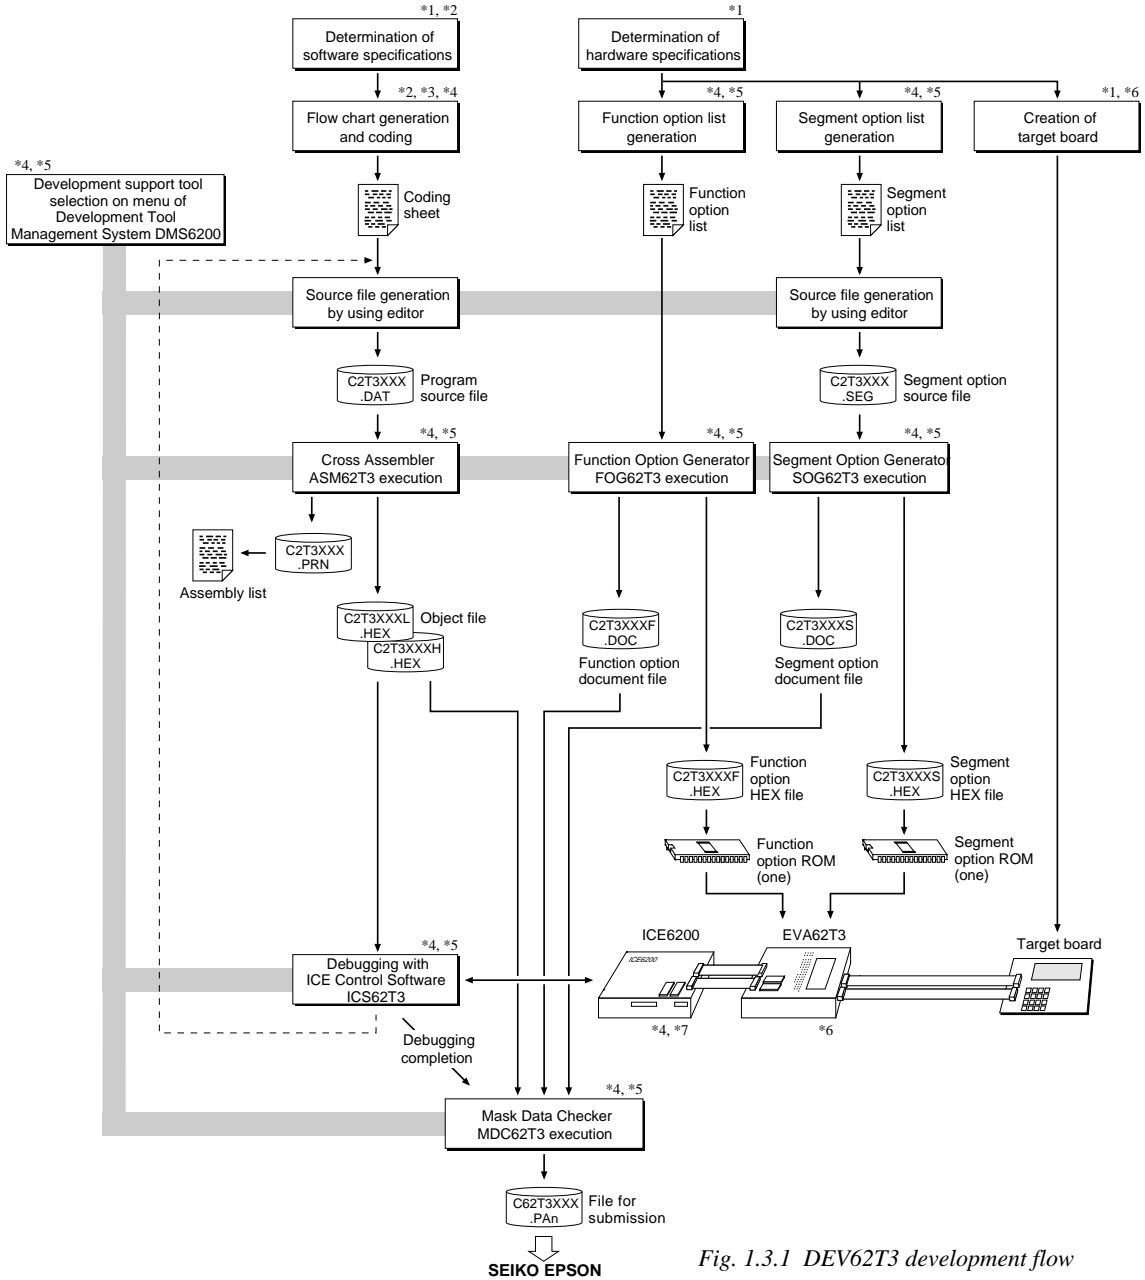 *1, *2
Determination of
software specifications
*1
Determination of
hardware specifications
*2, *3, *4
Flow chart generation
and coding
*4, *5
Function option list
generation
*4, *5
Segment option list
generation
*1, *6
Creation of
target board
*4, *5
Development support tool
selection on menu of
Development Tool
Management System DMS6200
Coding
sheet
Function
option
list
Segment
option
list
Source file generation
by using editor
Source file generation
by using editor
C2T3XXX
.DAT
Program
source file
C2T3XXX
.SEG
Segment option
source file
*4, *5
Cross Assembler
ASM62T3 execution
*4, *5
Function Option Generator
FOG62T3 execution
*4, *5
Segment Option Generator
SOG62T3 execution
C2T3XXX
.PRN
Assembly list
C2T3XXXL
.HEX
C2T3XXXH
.HEX
Object file
C2T3XXXF
.DOC
Function option
document file
C2T3XXXS
.DOC
Segment option
document file
C2T3XXXF
.HEX
Function
option
HEX file
C2T3XXXS
.HEX
Segment
option
HEX file
Function
option ROM
(one)
Segment
option ROM
(one)
*4, *5
Debugging with
ICE Control Software
ICS62T3
ICE6200
ICE6200
*4, *7
EVA62T3
*6
Target board
Debugging
completion
*4, *5
Mask Data Checker
MDC62T3 execution
C62T3XXX
.PAn
File for
submission
SEIKO EPSON
Fig. 1.3.1 DEV62T3 development flow